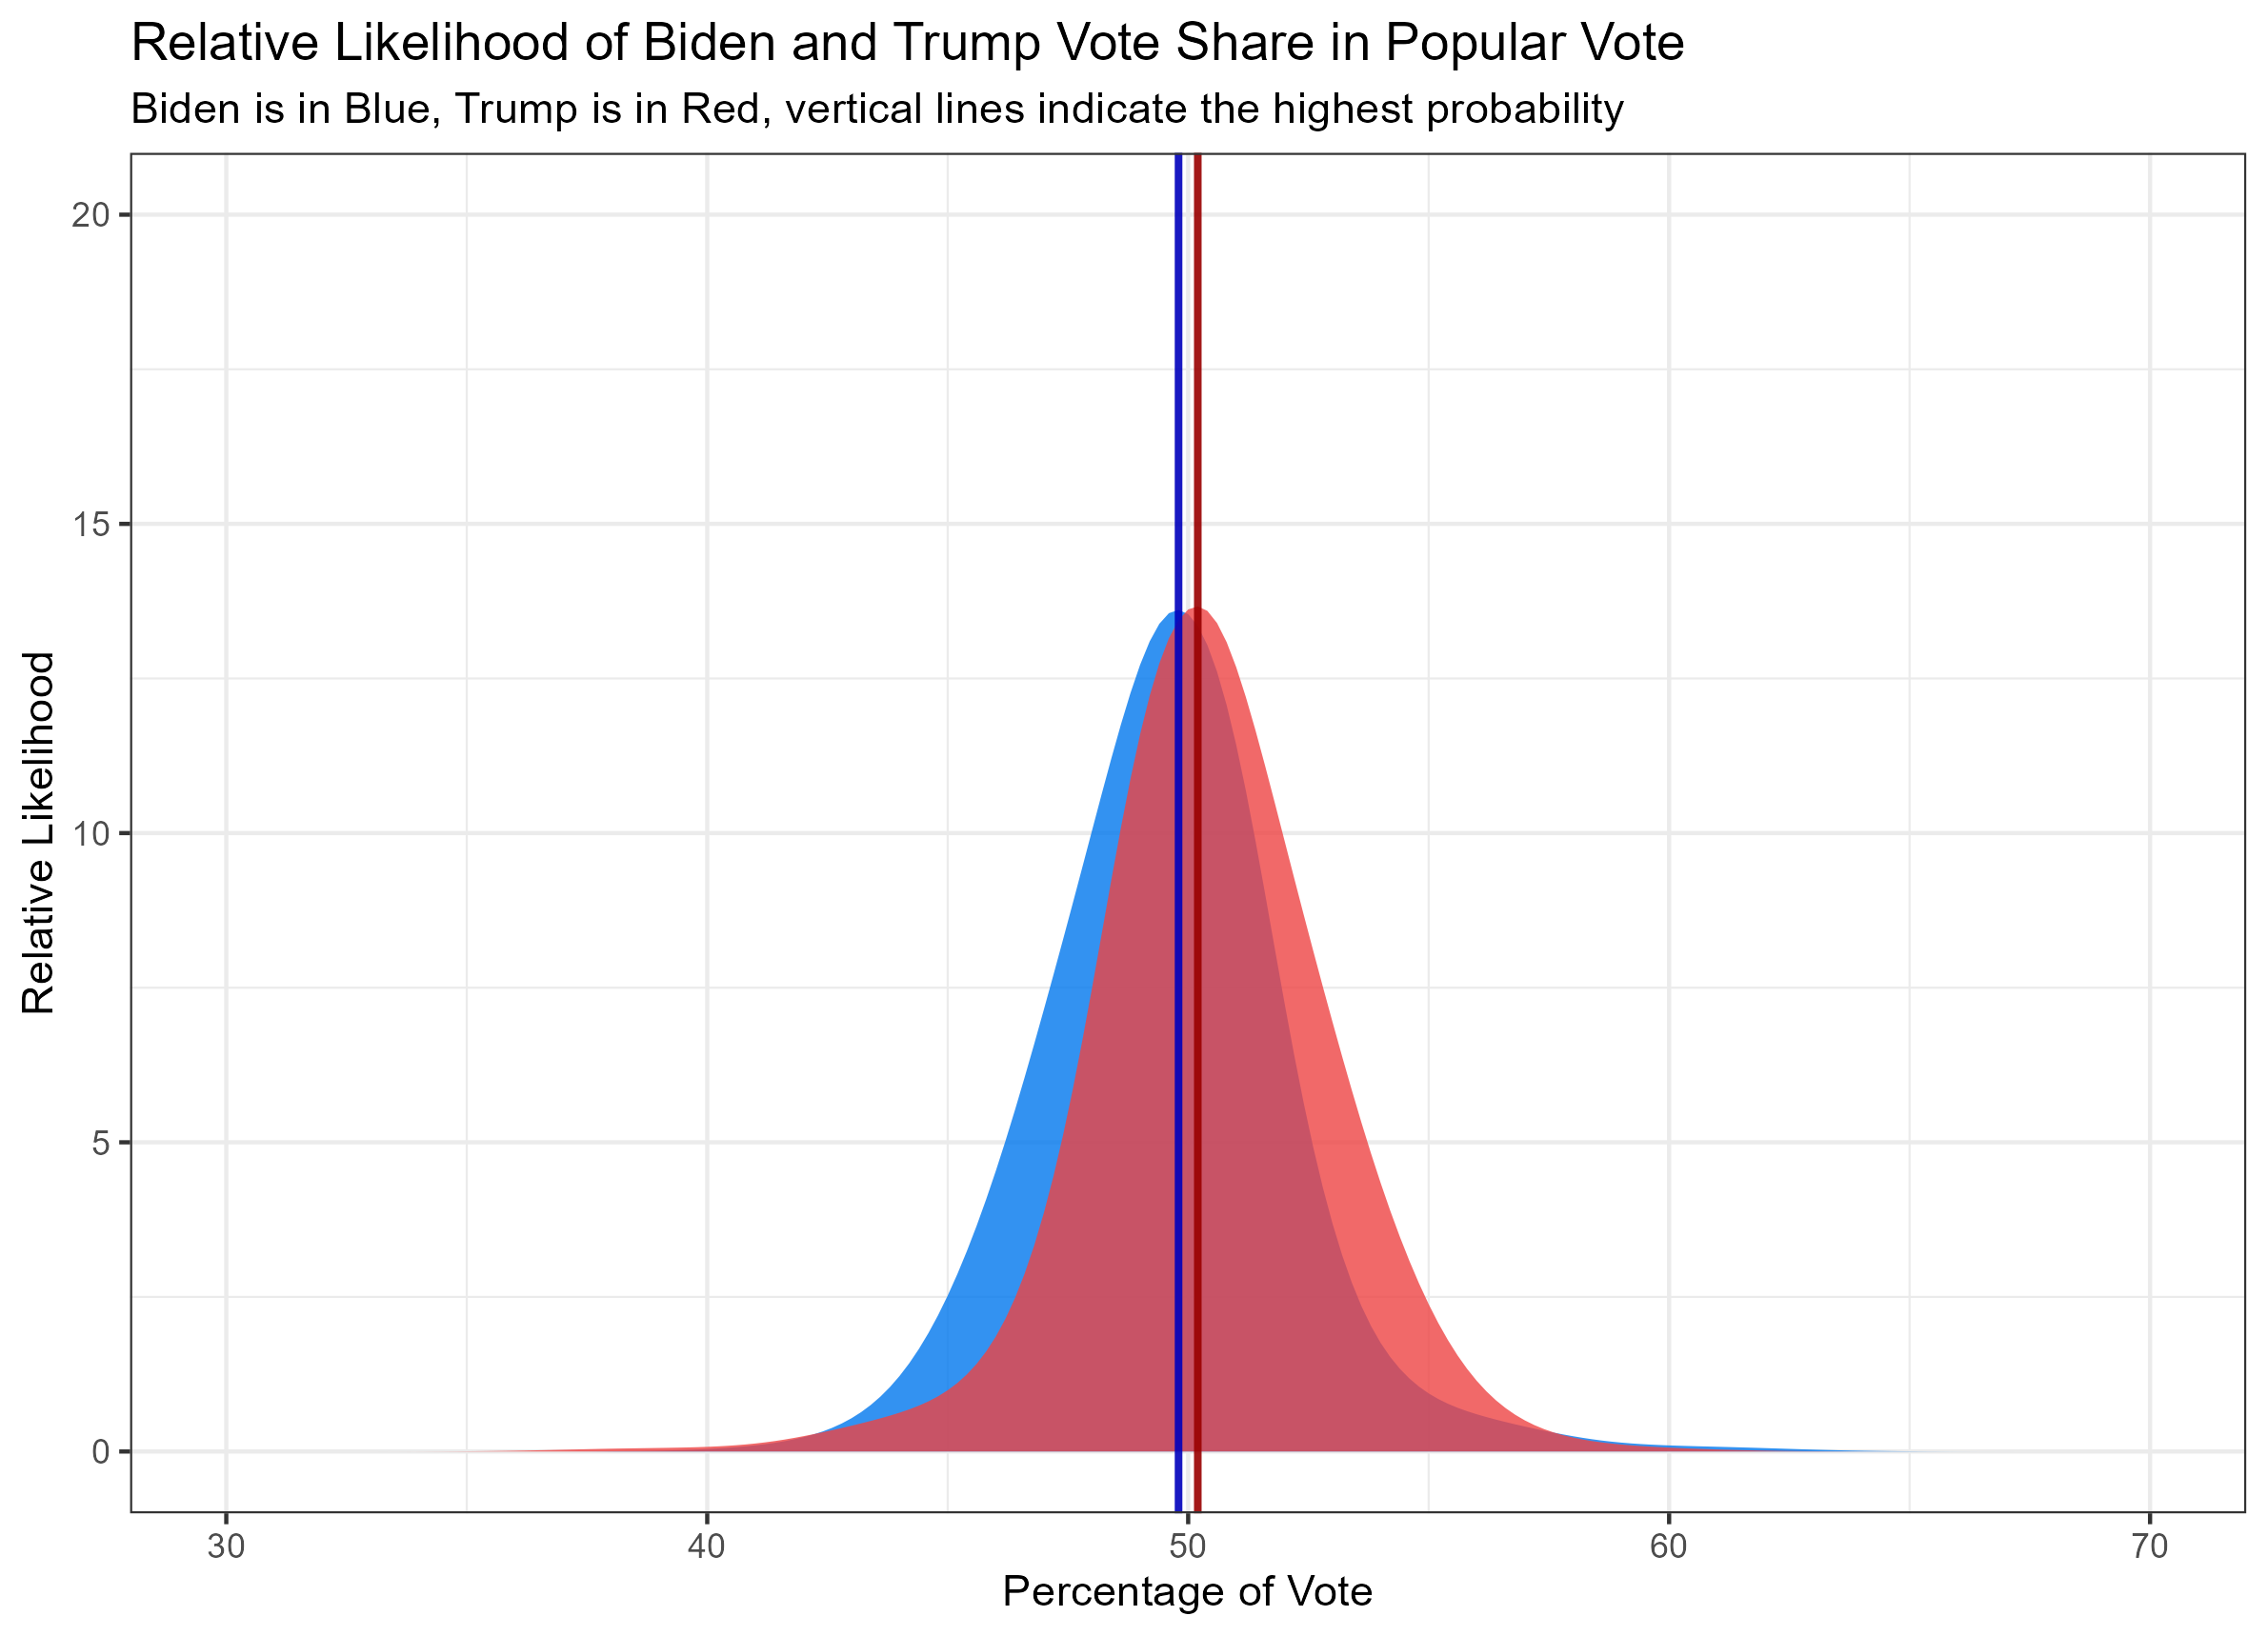 Relative Likelihood of Biden and Trump Vote Share in Popular Vote
Biden is in Blue, Trump is in Red, vertical lines indicate the highest probability
20
15
10
5
0
Relative Likelihood
30 40 50 60 70
Percentage of Vote